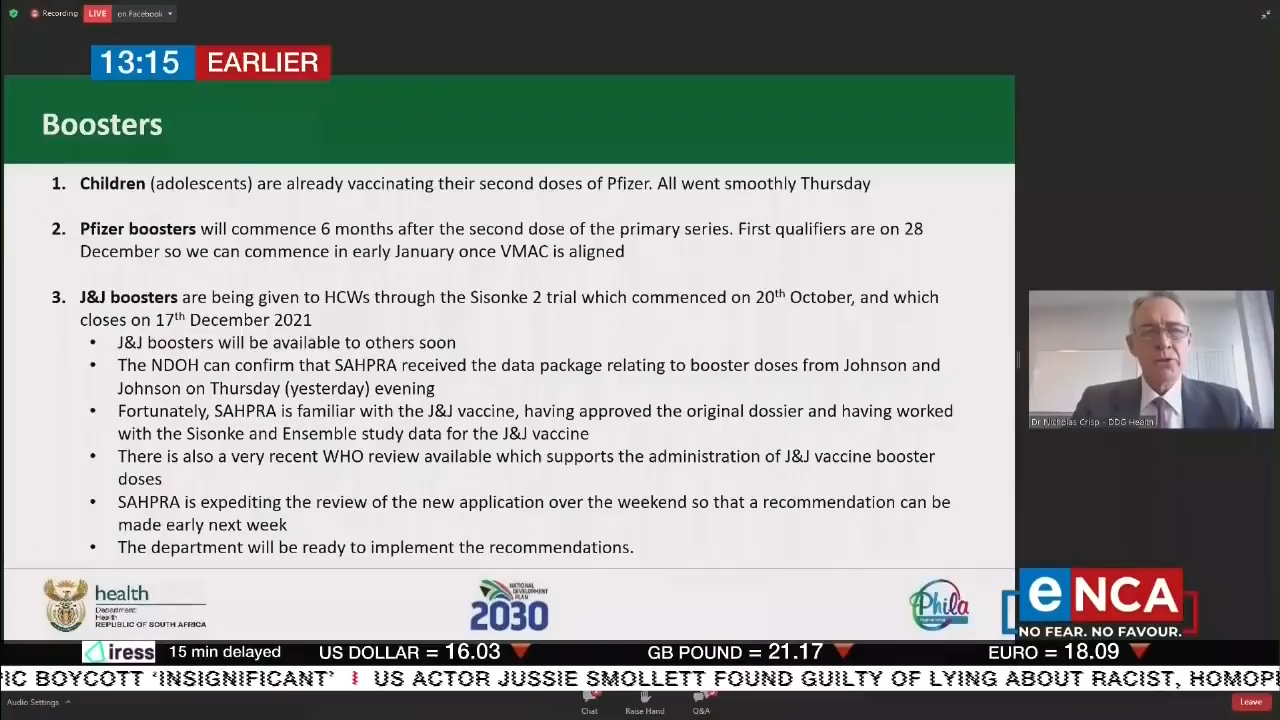 Recording LIVE on Facebook
13:15 EARLIER
Boosters
1. Children (adolescents) are already vaccinating their second doses of Pfizer. All went smoothly Thursday
2. Pfizer boosters will commence 6 months after the second dose of the primary series. First qualifiers are on 28
December so we can commence in early January once VMAC is aligned
3. J&J boosters are being given to HCWs through the Sisonke 2 trial which commenced on 20th October, and which
closes on 17th December 2021
• J&J boosters will be available to others soon
• The NDOH can confirm that SAHPRA received the data package relating to booster doses from Johnson and
Johnson on Thursday (yesterday) evening
• Fortunately, SAHPRA is familiar with the J&J vaccine, having approved the original dossier and having worked
with the Sisonke and Ensemble study data for the J&J vaccine
• There is also a very recent WHO review available which supports the administration of J&J vaccine booster
doses
• SAHPRA is expediting the review of the new application over the weekend so that a recommendation can be
made early next week
• The department will be ready to implement the recommendations.
Dr Nicholas Crisp - DDG Health
health
Department:
Health
REPUBLIC OF SOUTH AFRICA
NATIONAL
DEVELOPMENT
PLAN
2030
Phila
eNCA
NO FEAR. NO FAVOUR.
iress 15 min delayed US DOLLAR = 16.03 GB POUND = 21.17 EURO = 18.09
IC BOYCOTT 'INSIGNIFICANT' US ACTOR JUSSIE SMOLLETT FOUND GUILTY OF LYING ABOUT RACIST, HOMOP
Audio Settings Chat Raise Hand Q&A Leave